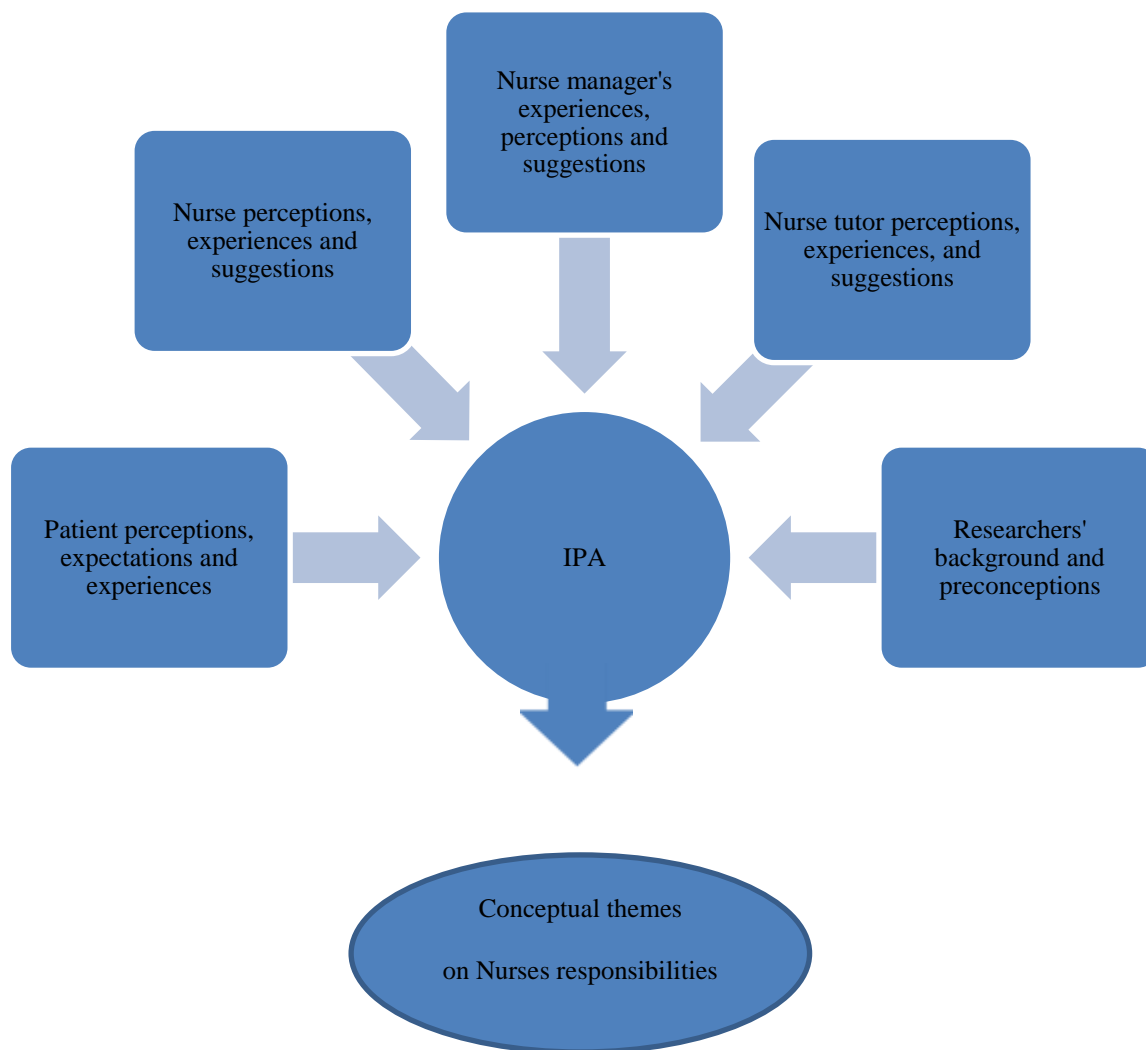 Nurse manager's
experiences,
perceptions and
suggestions
Nurse perceptions,
experiences and
suggestions
Nurse tutor perceptions,
experiences, and
suggestions
Patient perceptions,
expectations and
experiences
IPA
Researchers'
background and
preconceptions
Conceptual themes
on Nurses responsibilities